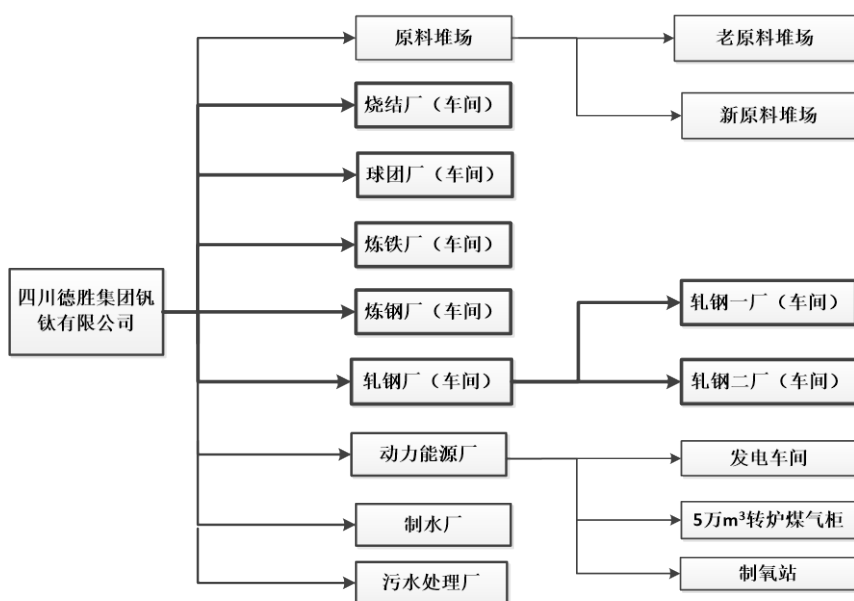 原料堆场
老原料堆场
烧结厂（车间）
新原料堆场
球团厂（车间）
炼铁厂（车间）
四川德胜集团钒
钛有限公司
炼钢厂（车间）
轧钢一厂（车间）
轧钢厂（车间）
轧钢二厂（车间）
动力能源厂
发电车间
制水厂
5万m³转炉煤气柜
污水处理厂
制氧站